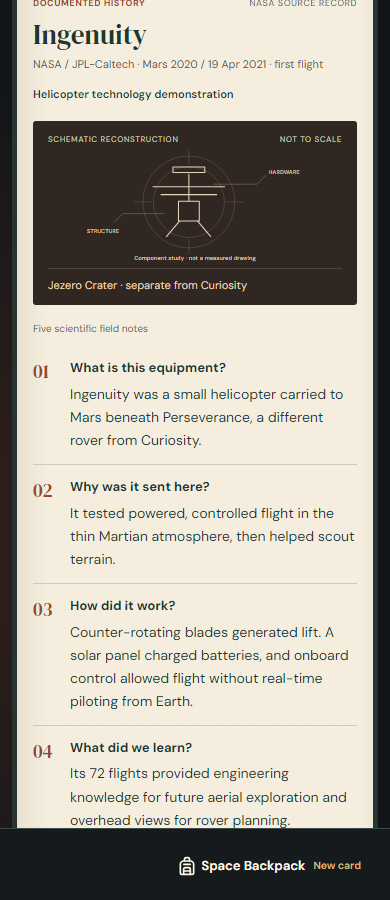 DOCUMENTED HISTORY NASA SOURCE RECORD
Ingenuity
NASA / JPL-Caltech · Mars 2020 / 19 Apr 2021 · first flight
Helicopter technology demonstration
SCHEMATIC RECONSTRUCTION NOT TO SCALE
HARDWARE
STRUCTURE
Component study · not a measured drawing
Jezero Crater · separate from Curiosity
Five scientific field notes
01 What is this equipment?
Ingenuity was a small helicopter carried to
Mars beneath Perseverance, a different
rover from Curiosity.
02 Why was it sent here?
It tested powered, controlled flight in the
thin Martian atmosphere, then helped scout
terrain.
03 How did it work?
Counter-rotating blades generated lift. A
solar panel charged batteries, and onboard
control allowed flight without real-time
piloting from Earth.
04 What did we learn?
Its 72 flights provided engineering
knowledge for future aerial exploration and
overhead views for rover planning.
Space Backpack New card